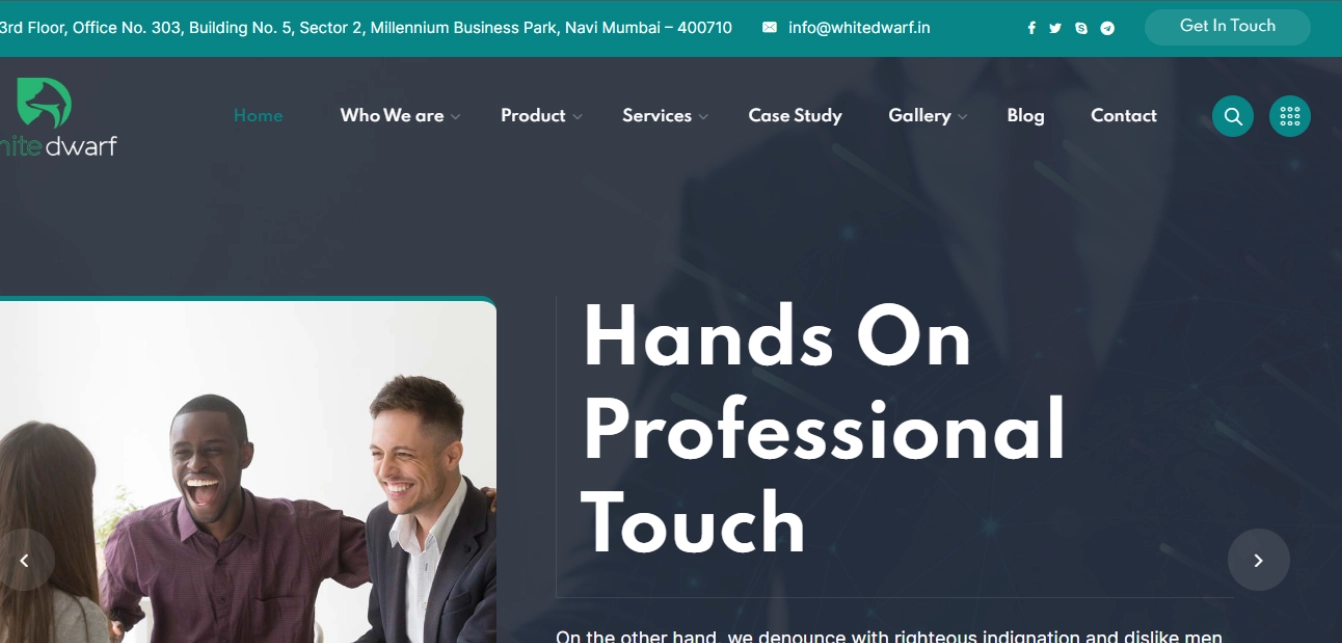 3rd Floor, Office No. 303, Building No. 5, Sector 2, Millennium Business Park, Navi Mumbai – 400710 info@whitedwarf.in Get In Touch
hitedwarf
Home Who We are Product Services Case Study Gallery Blog Contact
Hands On
Professional
Touch
On the other hand, we denounce with righteous indignation and dislike men